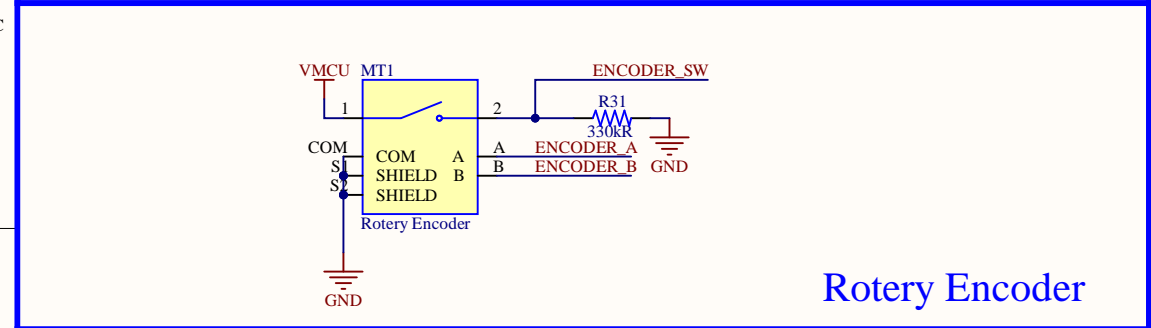 C
VMCU MT1 ENCODER_SW
1 2 R31
330kR
COM COM A A ENCODER_A
S1 SHIELD B B ENCODER_B GND
S2 SHIELD
Rotery Encoder
GND
Rotery Encoder